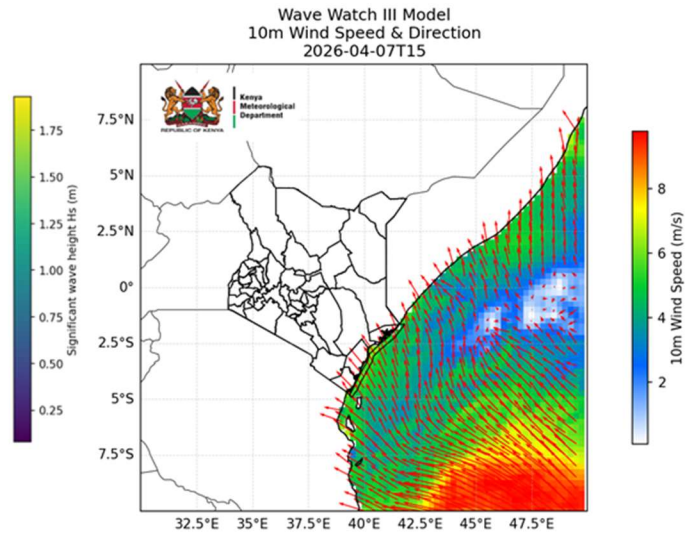 Wave Watch III Model
10m Wind Speed & Direction
2026-04-07T15
Kenya
Meteorological
Department
REPUBLIC OF KENYA
1.75
1.50
1.25
1.00
0.75
0.50
0.25
Significant wave height Hs (m)
7.5°N
5°N
2.5°N
0°
2.5°S
5°S
7.5°S
32.5°E
35°E
37.5°E
40°E
42.5°E
45°E
47.5°E
8
6
4
2
10m Wind Speed (m/s)